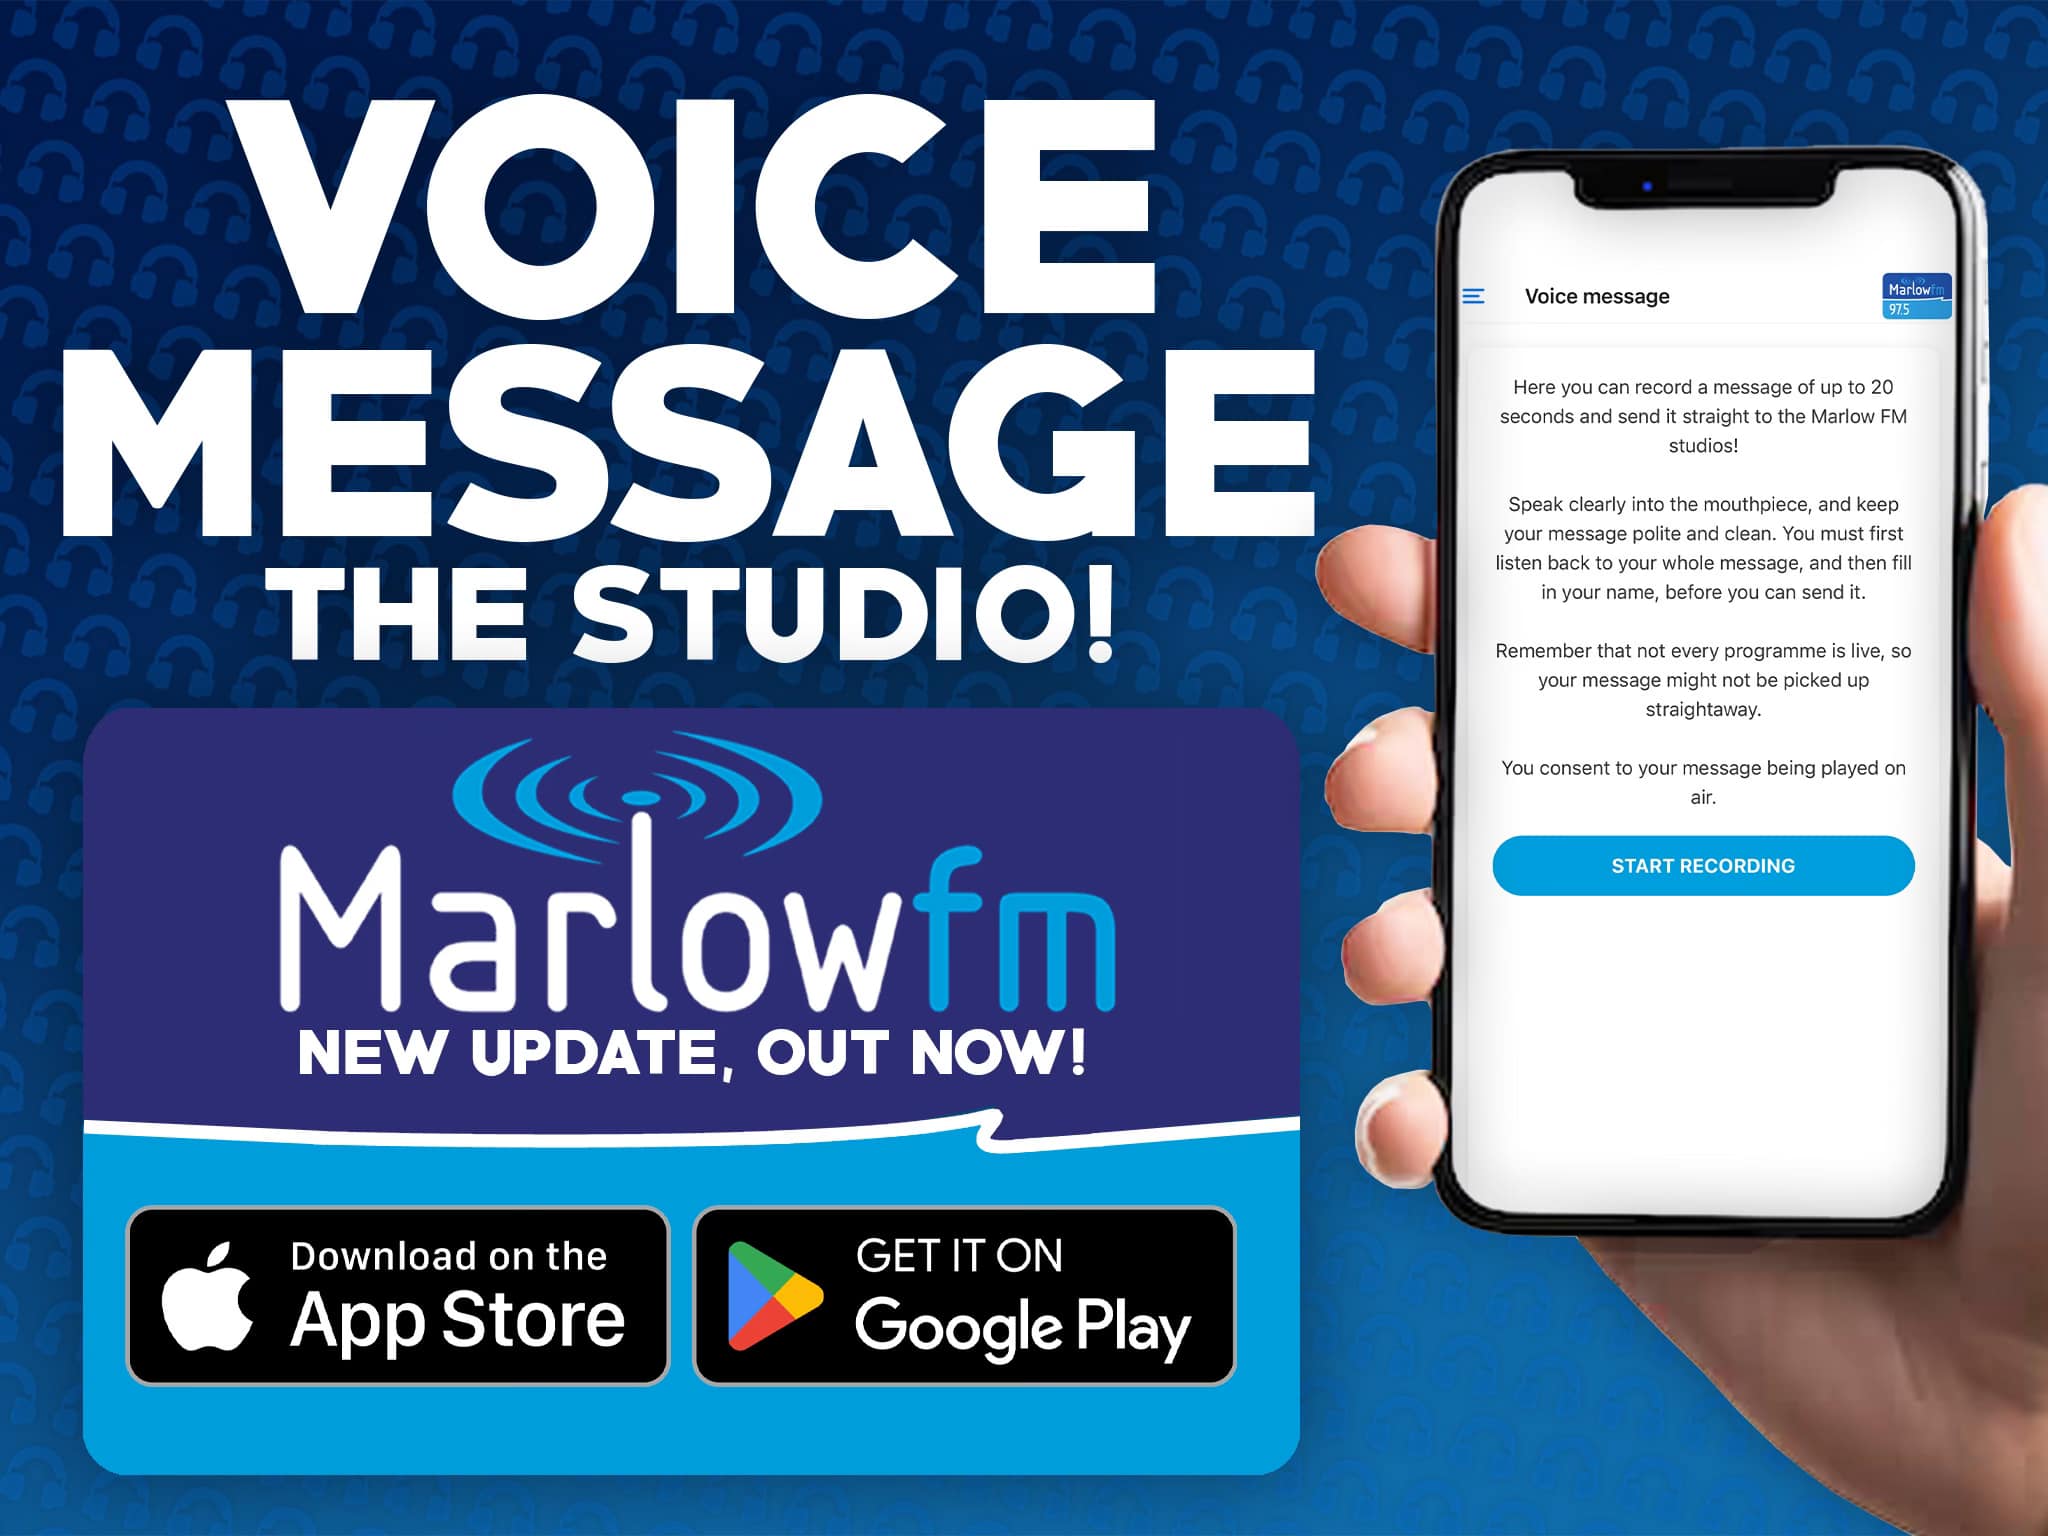 VOICE
MESSAGE
THE STUDIO!
Marlowfm
NEW UPDATE, OUT NOW!
Download on the
App Store
GET IT ON
Google Play
Voice message
Marlowfm
97.5
Here you can record a message of up to 20
seconds and send it straight to the Marlow FM
studios!
Speak clearly into the mouthpiece, and keep
your message polite and clean. You must first
listen back to your whole message, and then fill
in your name, before you can send it.
Remember that not every programme is live, so
your message might not be picked up
straightaway.
You consent to your message being played on
air.
START RECORDING